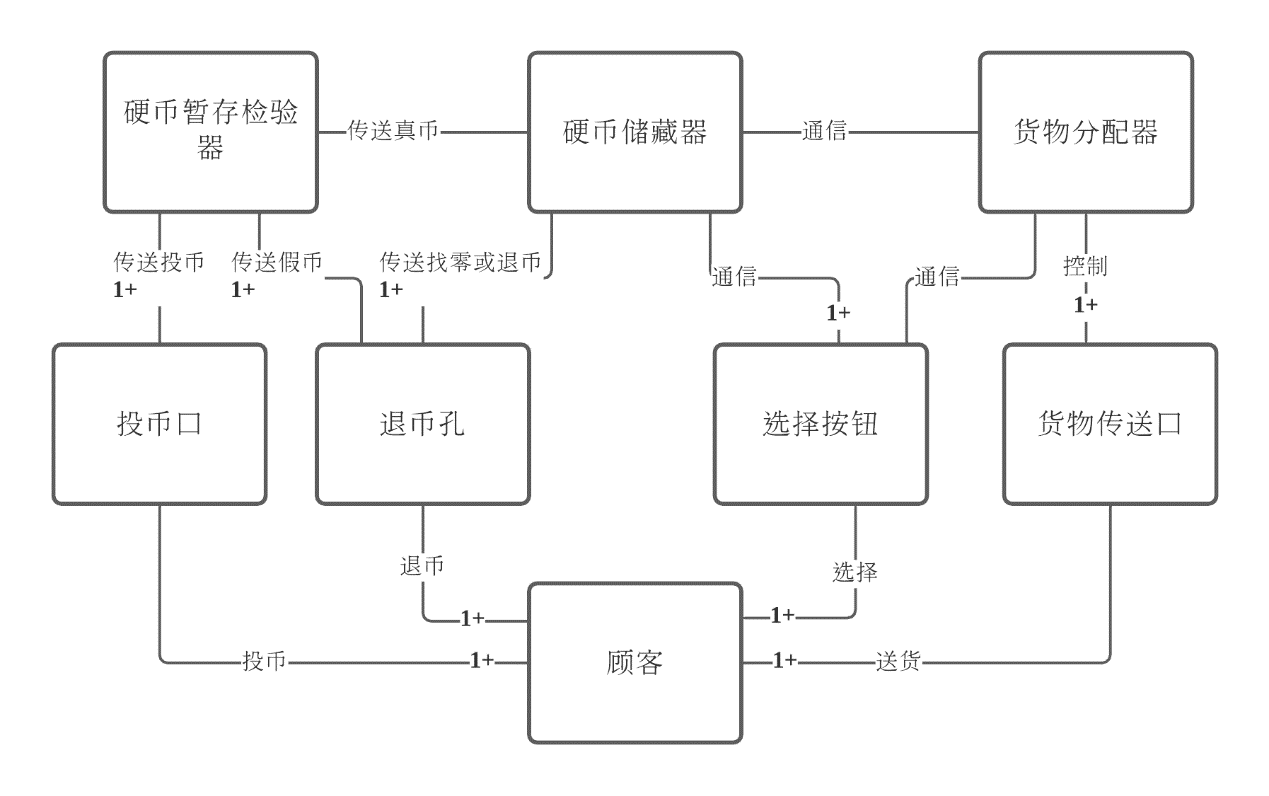 硬币暂存检验
器
传送真币
硬币储藏器
通信
货物分配器
传送投币
1+
传送假币
1+
传送找零或退币
1+
通信
1+
通信
控制
1+
投币口
退币孔
选择按钮
货物传送口
退币
1+
选择
1+
投币
1+
顾客
1+
送货